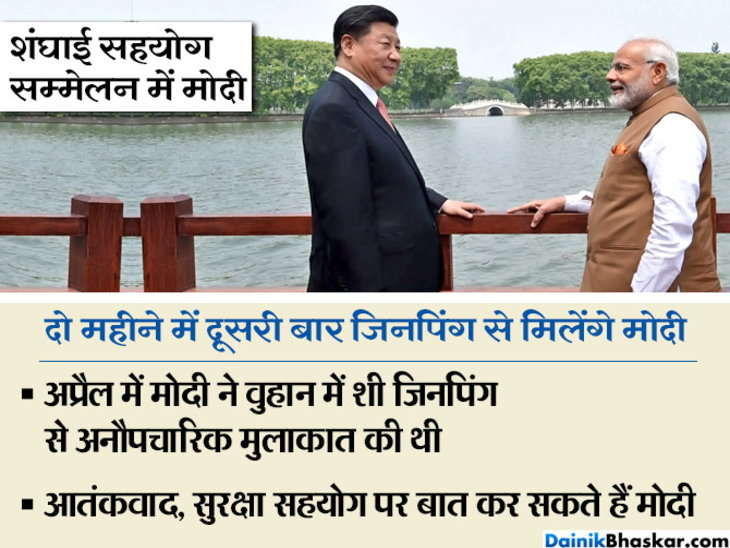 शंघाई सहयोग
सम्मेलन में मोदी
दो महीने में दूसरी बार जिनपिंग से मिलेंगे मोदी
▪ अप्रैल में मोदी ने वुहान में शी जिनपिंग
से अनौपचारिक मुलाकात की थी
▪ आतंकवाद, सुरक्षा सहयोग पर बात कर सकते हैं मोदी
DainikBhaskar.com